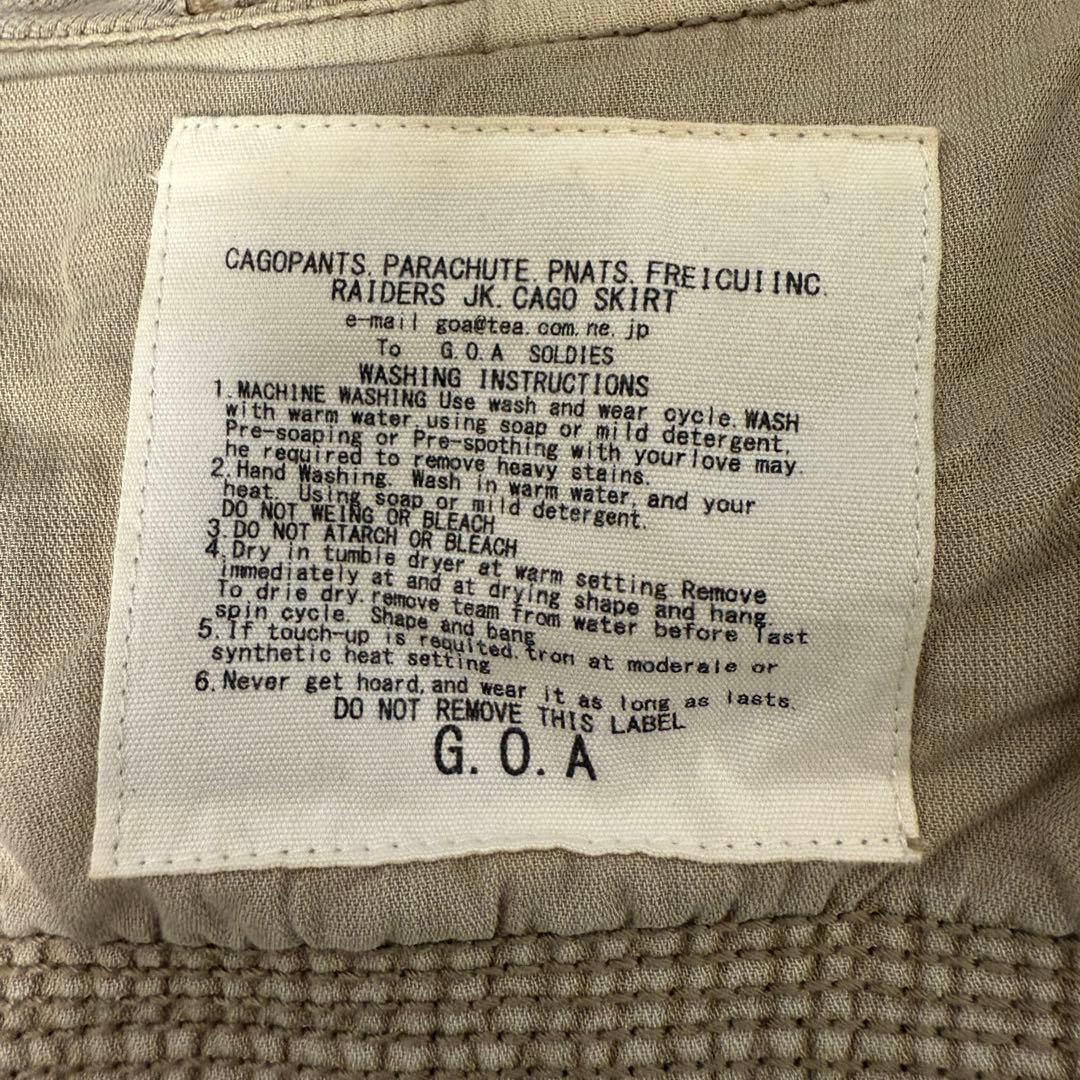 CAGOPANTS. PARACHUTE. PNATS. FREICUIINC.
RAIDERS JK. CAGO SKIRT
e-mail goa@tea.com.ne.jp
To G.O.A SOLDIES
WASHING INSTRUCTIONS
1. MACHINE WASHING Use wash and wear cycle. WASH
with warm water using soap or mild detergent.
Pre-soaping or Pre-spothing with your love may.
he required to remove heavy stains.
2. Hand Washing. Wash in warm water, and your
heat. Using soap or mild detergent.
DO NOT WEING OR BLEACH
3. DO NOT ATARCH OR BLEACH
4. Dry in tumble dryer at warm setting Remove
immediately at and at drying shape and hang.
To drie dry. remove team from water before last
spin cycle. Shape and bang
5. If touch-up is requited. tron at moderale or
synthetic heat setting
6. Never get hoard, and wear it as long as lasts.
DO NOT REMOVE THIS LABEL
G.O.A